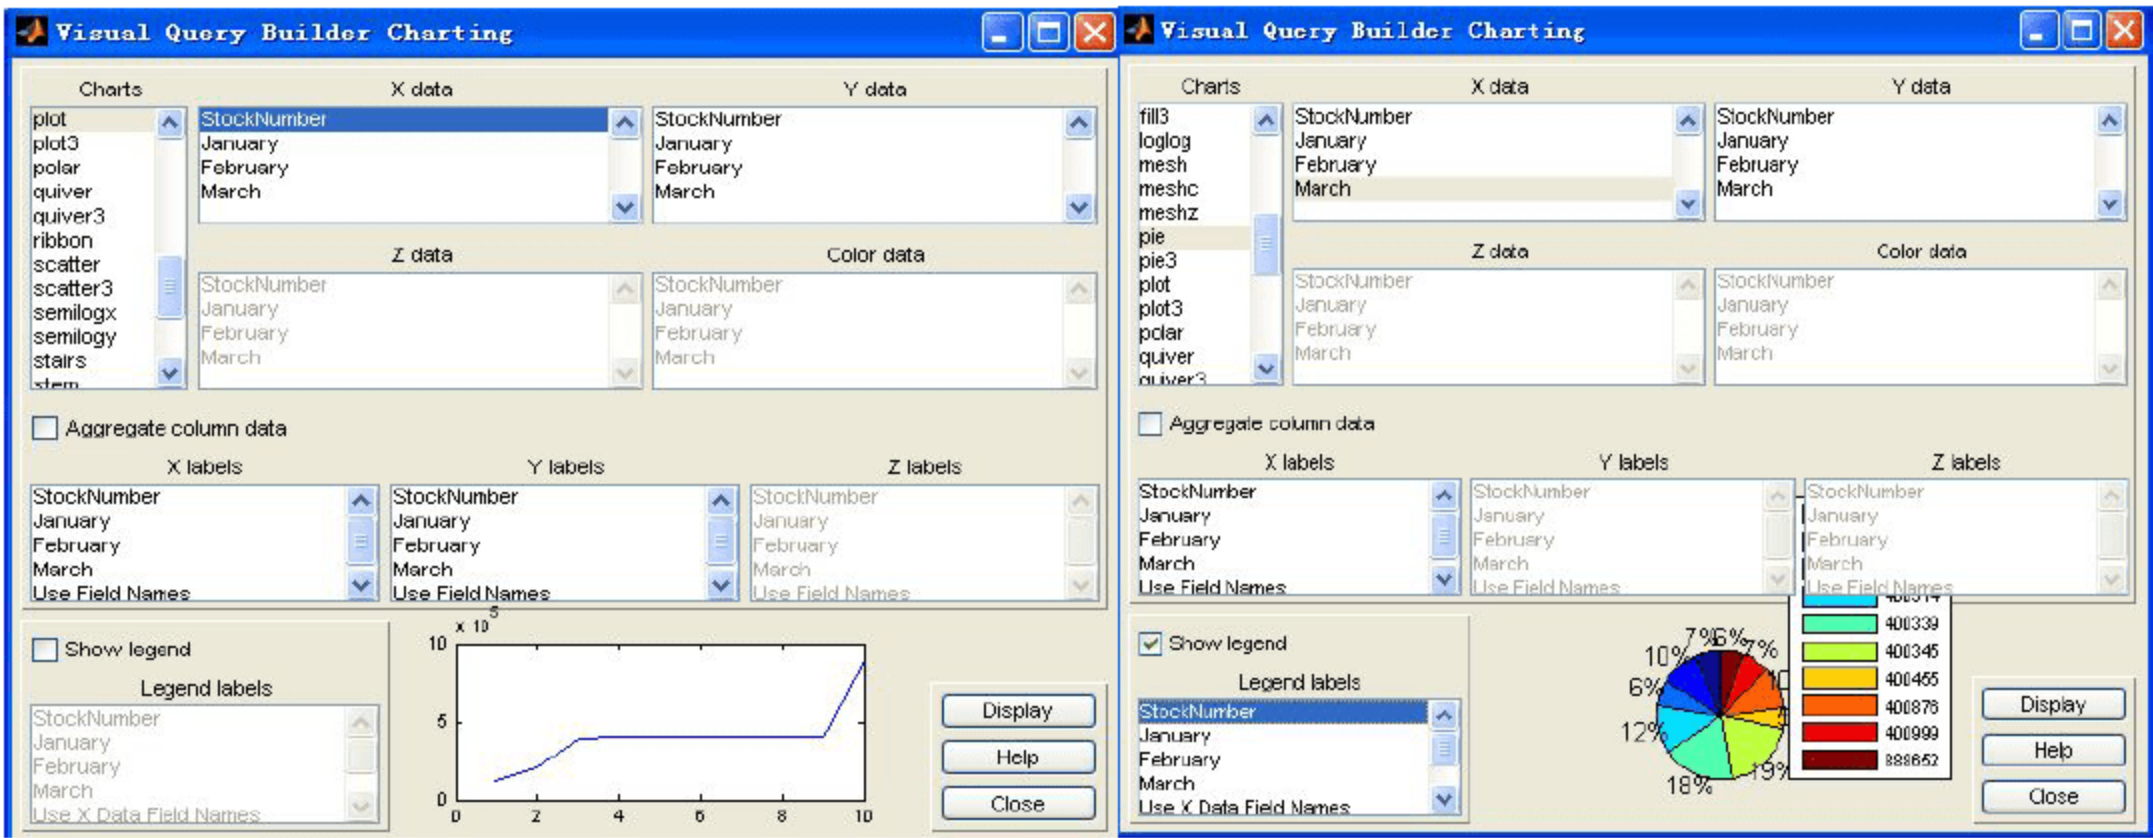 Visual Query Builder Charting
Charts
X data
Y data
plot
plot3
polar
quiver
quiver3
ribbon
scatter
scatter3
semilogx
semilogy
stairs
stem
StockNumber
January
February
March
StockNumber
January
February
March
Z data
Color data
StockNumber
January
February
March
StockNumber
January
February
March
Aggregate column data
X labels
Y labels
Z labels
StockNumber
January
February
March
Use Field Names
StockNumber
January
February
March
Use Field Names
StockNumber
January
February
March
Use Field Names
Show legend
Legend labels
StockNumber
January
February
March
Use X Data Field Names
x 10^5
10
5
0
0 2 4 6 8 10
Display
Help
Close
Visual Query Builder Charting
Charts
X data
Y data
fill3
loglog
mesh
meshc
meshz
pie
pie3
plot
plot3
polar
quiver
quiver3
StockNumber
January
February
March
StockNumber
January
February
March
Z data
Color data
StockNumber
January
February
March
StockNumber
January
February
March
Aggregate column data
X labels
Y labels
Z labels
StockNumber
January
February
March
Use Field Names
StockNumber
January
February
March
Use Field Names
StockNumber
January
February
March
Use Field Names
Show legend
Legend labels
StockNumber
January
February
March
Use X Data Field Names
7%
6%
7%
10%
6%
12%
18%
19%
400339
400345
400455
400876
400999
888652
Display
Help
Close